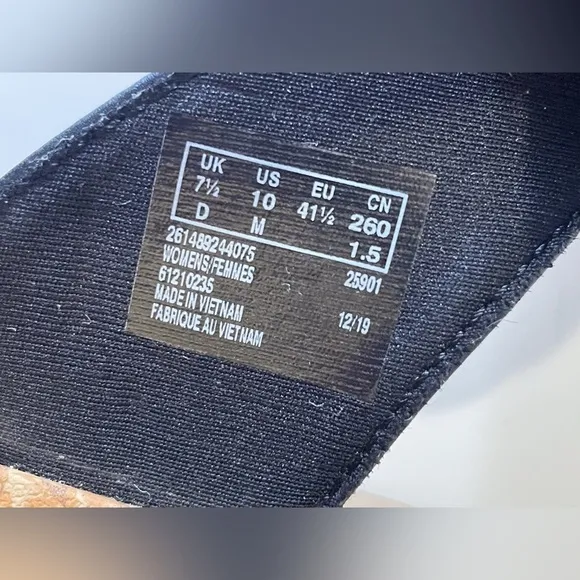 UK US EU CN
7½ 10 41½ 260
D M 1.5
261489244075
WOMENS/FEMMES 25901
61210235
MADE IN VIETNAM
FABRIQUE AU VIETNAM 12/19